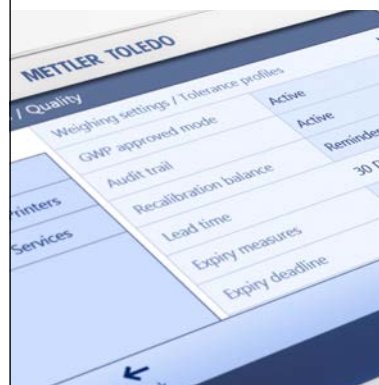 METTLER TOLEDO
/ Quality
Weighing settings / Tolerance profiles
GWP approved mode Active
Audit trail Active
Recalibration balance Reminder
Lead time 30 D
Expiry measures
Expiry deadline
Printers
Services